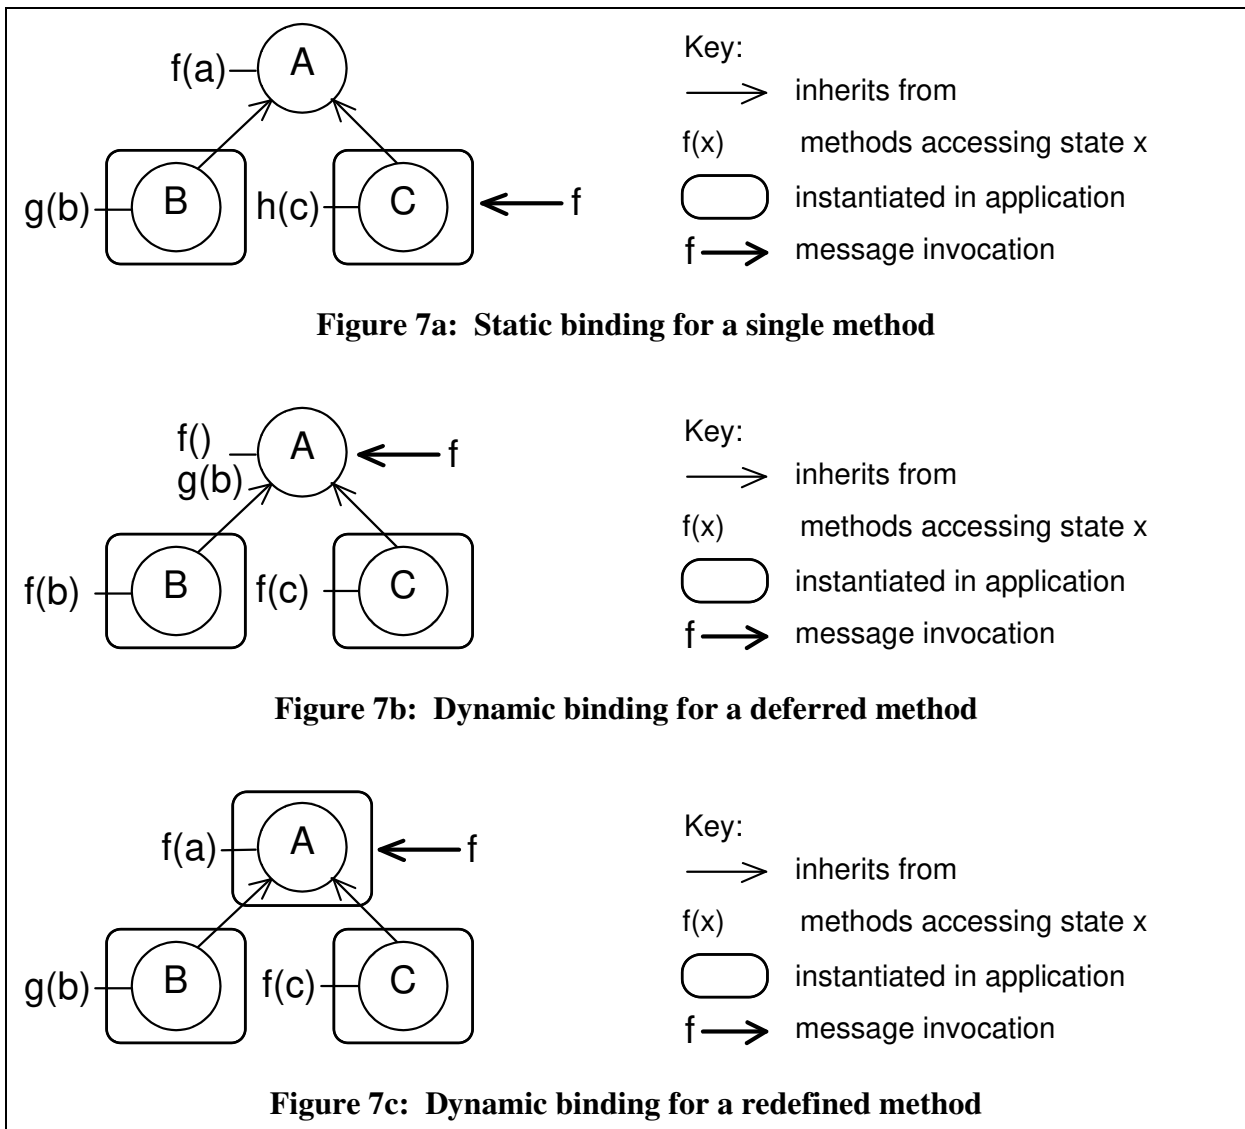 A
f(a)
B
g(b)
C
h(c)
f
Key:
inherits from
f(x) methods accessing state x
instantiated in application
f message invocation
Figure 7a: Static binding for a single method
A
f()
g(b)
f
B
f(b)
C
f(c)
Key:
inherits from
f(x) methods accessing state x
instantiated in application
f message invocation
Figure 7b: Dynamic binding for a deferred method
A
f(a)
f
B
g(b)
C
f(c)
Key:
inherits from
f(x) methods accessing state x
instantiated in application
f message invocation
Figure 7c: Dynamic binding for a redefined method